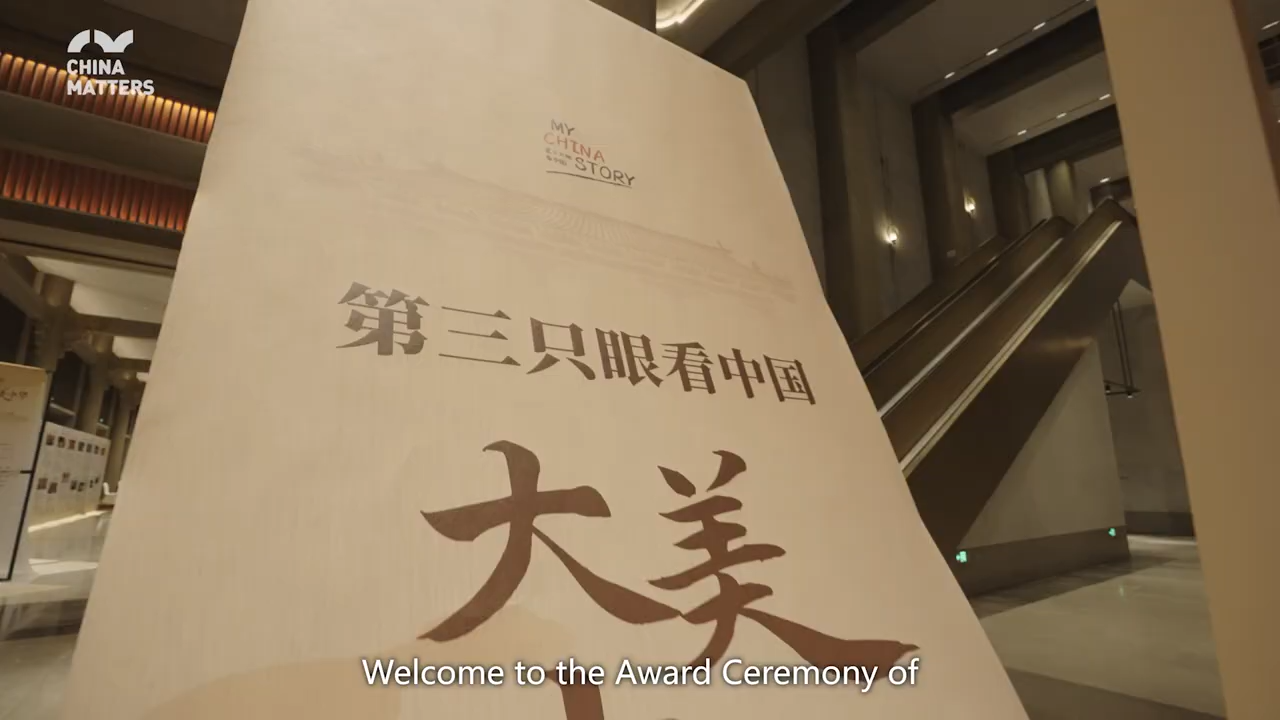 CHINA
MATTERS
MY
CHINA
STORY
第三只眼看中国
大美
Welcome to the Award Ceremony of